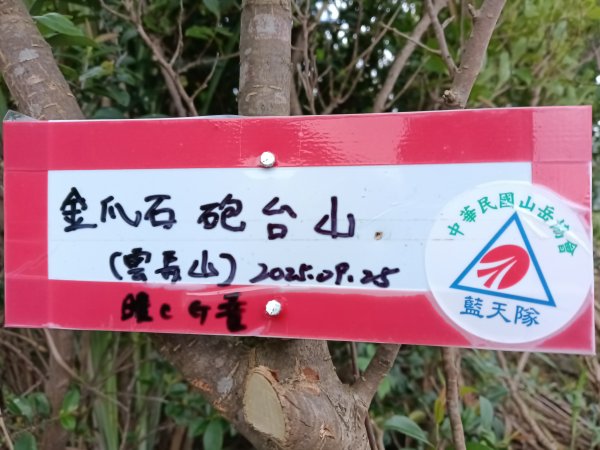 金爪石 砲台山
(雲長山) 2025.09.25
中華民國山岳協會
藍天隊